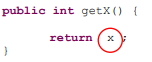 public int getX() {
return x;
}